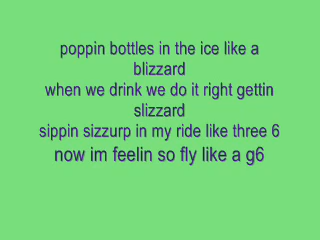 poppin bottles in the ice like a
blizzard
when we drink we do it right gettin
slizzard
sippin sizzurp in my ride like three 6
now im feelin so fly like a g6